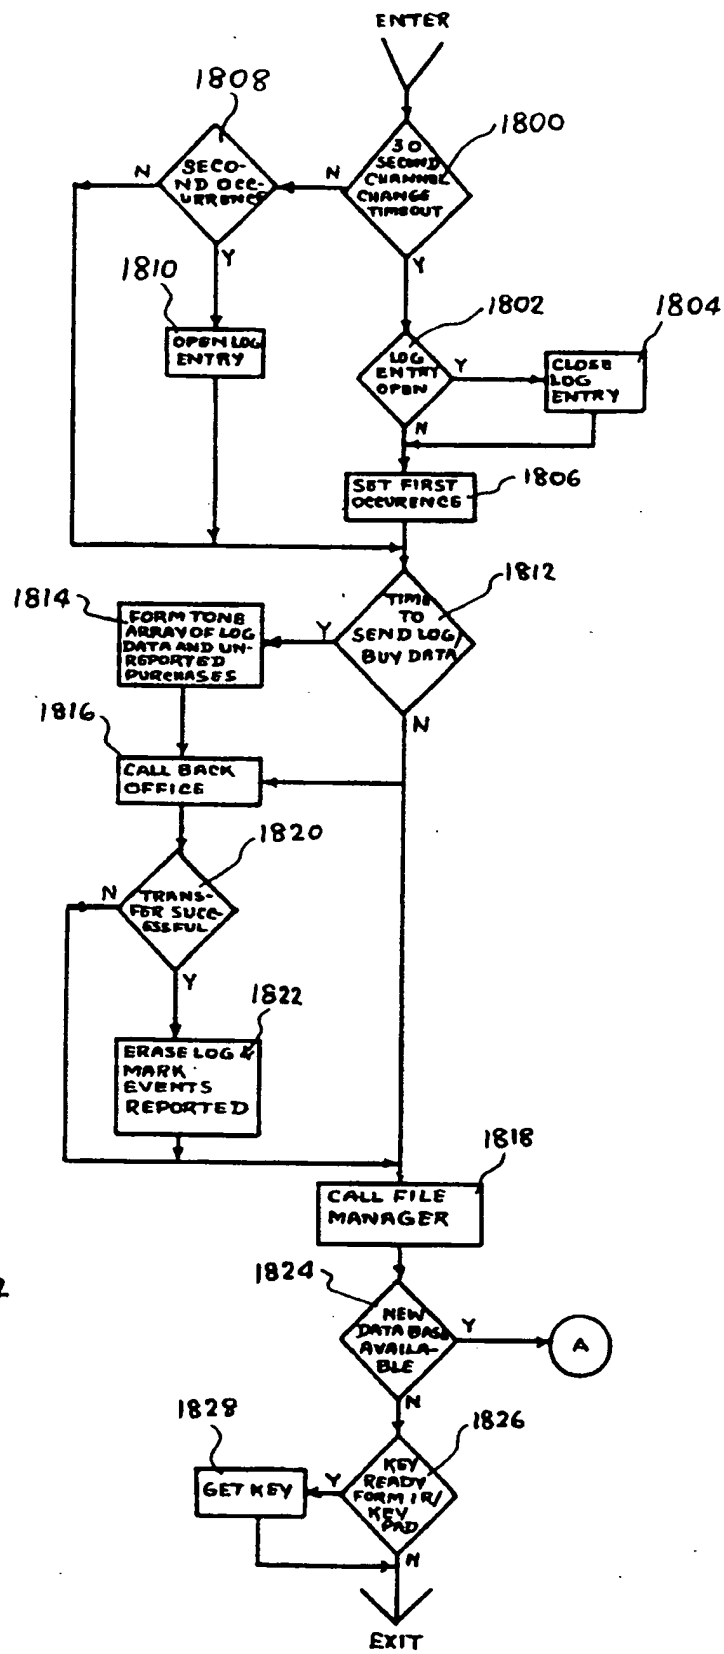 ENTER
1808
1800
30
SECOND
CHANNEL
CHANGE
TIMEOUT
N
SECO-
ND OCC-
URRENCE
N
Y
Y
1810
OPEN LOG
ENTRY
1802
LOG
ENTRY
OPEN
Y
1804
CLOSE
LOG
ENTRY
N
SET FIRST
OCCURENCE
1806
1812
TIME
TO
SEND LOG/
BUY DATA
Y
N
1814
FORM TONE
ARRAY OF LOG
DATA AND UN-
REPORTED
PURCHASES
1816
CALL BACK
OFFICE
1820
TRANS-
FER SUCC-
ESSFUL
N
Y
1822
ERASE LOG &
MARK
EVENTS
REPORTED
1818
CALL FILE
MANAGER
1824
NEW
DATA BASE
AVAILA-
BLE
Y
A
N
1826
KEY
READY
FORM IR/
KEY
PAD
Y
1828
GET KEY
N
EXIT